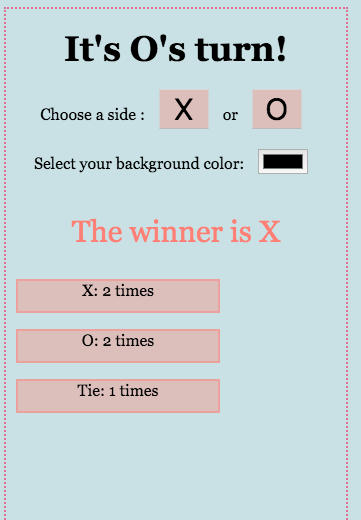 It's O's turn!
Choose a side : X or O
Select your background color:
The winner is X
X: 2 times
O: 2 times
Tie: 1 times